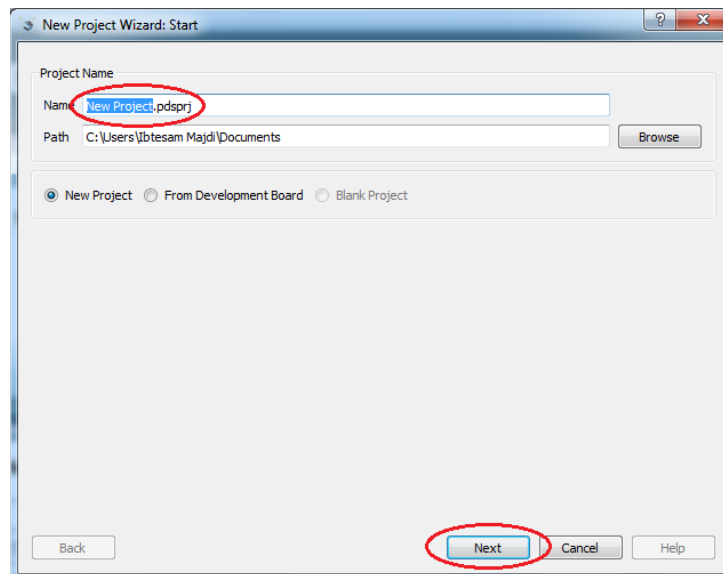 New Project Wizard: Start
?
X
Project Name
Name New Project.pdsprj
Path C:\Users\Ibtesam Majdi\Documents Browse
New Project From Development Board Blank Project
Back Next Cancel Help